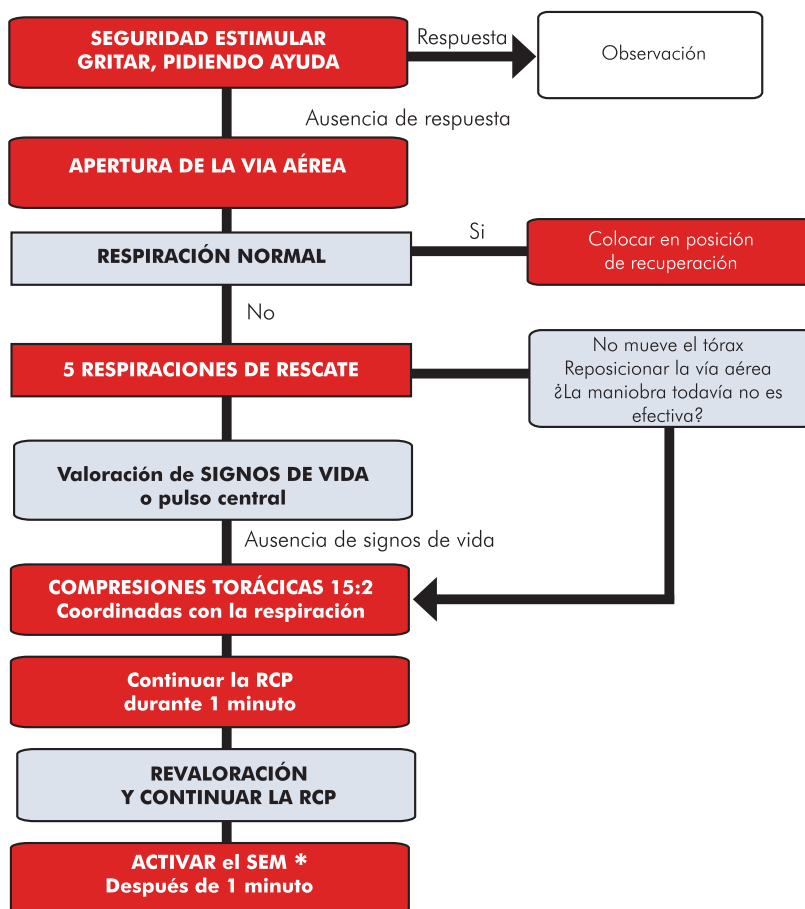 SEGURIDAD ESTIMULAR
GRITAR, PIDIENDO AYUDA
Respuesta
Observación
Ausencia de respuesta
APERTURA DE LA VIA AÉREA
RESPIRACIÓN NORMAL
Si
Colocar en posición
de recuperación
No
5 RESPIRACIONES DE RESCATE
No mueve el tórax
Reposicionar la vía aérea
¿La maniobra todavía no es
efectiva?
Valoración de SIGNOS DE VIDA
o pulso central
Ausencia de signos de vida
COMPRESIONES TORÁCICAS 15:2
Coordinadas con la respiración
Continuar la RCP
durante 1 minuto
REVALORACIÓN
Y CONTINUAR LA RCP
ACTIVAR el SEM *
Después de 1 minuto